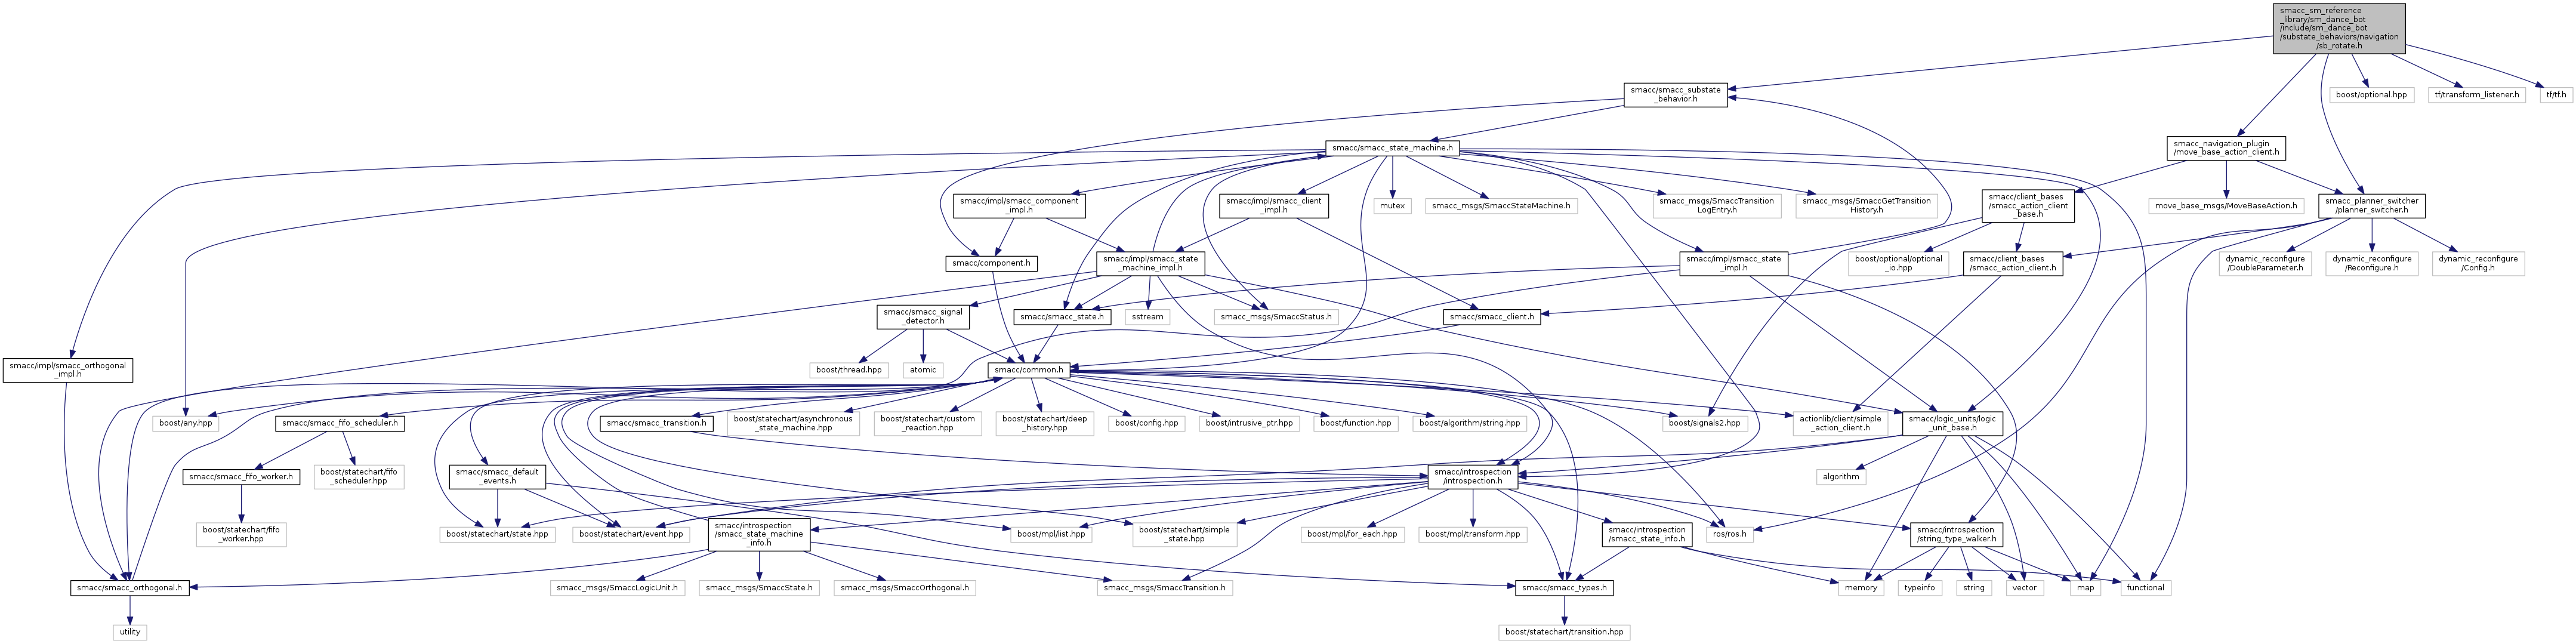 smacc_sm_reference
_library/sm_dance_bot
/include/sm_dance_bot
/substate_behaviors/navigation
/sb_rotate.h
smacc/smacc_substate
_behavior.h
boost/optional.hpp
tf/transform_listener.h
tf/tf.h
smacc/smacc_state_machine.h
smacc_navigation_plugin
/move_base_action_client.h
smacc/impl/smacc_component
_impl.h
smacc/impl/smacc_client
_impl.h
mutex
smacc_msgs/SmaccStateMachine.h
smacc_msgs/SmaccTransition
LogEntry.h
smacc_msgs/SmaccGetTransition
History.h
smacc/client_bases
/smacc_action_client
_base.h
move_base_msgs/MoveBaseAction.h
smacc_planner_switcher
/planner_switcher.h
smacc/component.h
smacc/impl/smacc_state
_machine_impl.h
smacc/impl/smacc_state
_impl.h
boost/optional/optional
_io.hpp
smacc/client_bases
/smacc_action_client.h
dynamic_reconfigure
/DoubleParameter.h
dynamic_reconfigure
/Reconfigure.h
dynamic_reconfigure
/Config.h
smacc/smacc_signal
_detector.h
smacc/smacc_state.h
sstream
smacc_msgs/SmaccStatus.h
smacc/smacc_client.h
smacc/impl/smacc_orthogonal
_impl.h
boost/thread.hpp
atomic
smacc/common.h
boost/any.hpp
smacc/smacc_fifo_scheduler.h
smacc/smacc_transition.h
boost/statechart/asynchronous
_state_machine.hpp
boost/statechart/custom
_reaction.hpp
boost/statechart/deep
_history.hpp
boost/config.hpp
boost/intrusive_ptr.hpp
boost/function.hpp
boost/algorithm/string.hpp
boost/signals2.hpp
actionlib/client/simple
_action_client.h
smacc/logic_units/logic
_unit_base.h
smacc/smacc_fifo_worker.h
boost/statechart/fifo
_scheduler.hpp
smacc/smacc_default
_events.h
smacc/introspection
/introspection.h
algorithm
boost/statechart/fifo
_worker.hpp
boost/statechart/state.hpp
boost/statechart/event.hpp
smacc/introspection
/smacc_state_machine
_info.h
boost/mpl/list.hpp
boost/statechart/simple
_state.hpp
boost/mpl/for_each.hpp
boost/mpl/transform.hpp
smacc/introspection
/smacc_state_info.h
ros/ros.h
smacc/introspection
/string_type_walker.h
smacc/smacc_orthogonal.h
smacc_msgs/SmaccLogicUnit.h
smacc_msgs/SmaccState.h
smacc_msgs/SmaccOrthogonal.h
smacc_msgs/SmaccTransition.h
smacc/smacc_types.h
memory
typeinfo
string
vector
map
functional
utility
boost/statechart/transition.hpp